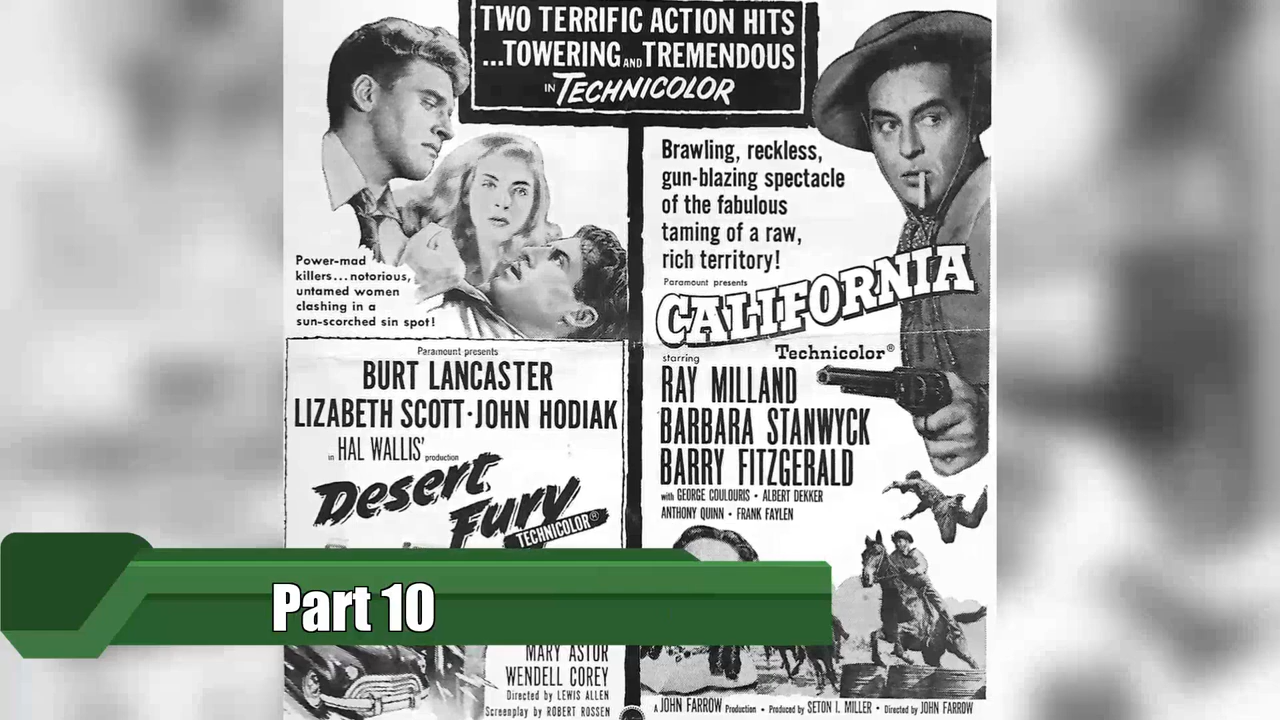 TWO TERRIFIC ACTION HITS
...TOWERING AND TREMENDOUS
IN TECHNICOLOR
Power-mad
killers...notorious,
untamed women
clashing in a
sun-scorched sin spot!
Paramount presents
BURT LANCASTER
LIZABETH SCOTT · JOHN HODIAK
in HAL WALLIS' production
Desert
Fury
TECHNICOLOR®
MARY ASTOR
WENDELL COREY
Directed by LEWIS ALLEN
Screenplay by ROBERT ROSSEN
Brawling, reckless,
gun-blazing spectacle
of the fabulous
taming of a raw,
rich territory!
Paramount presents
CALIFORNIA
Technicolor®
starring
RAY MILLAND
BARBARA STANWYCK
BARRY FITZGERALD
with GEORGE COULOURIS • ALBERT DEKKER
ANTHONY QUINN • FRANK FAYLEN
A JOHN FARROW Production • Produced by SETON I. MILLER • Directed by JOHN FARROW
Part 10